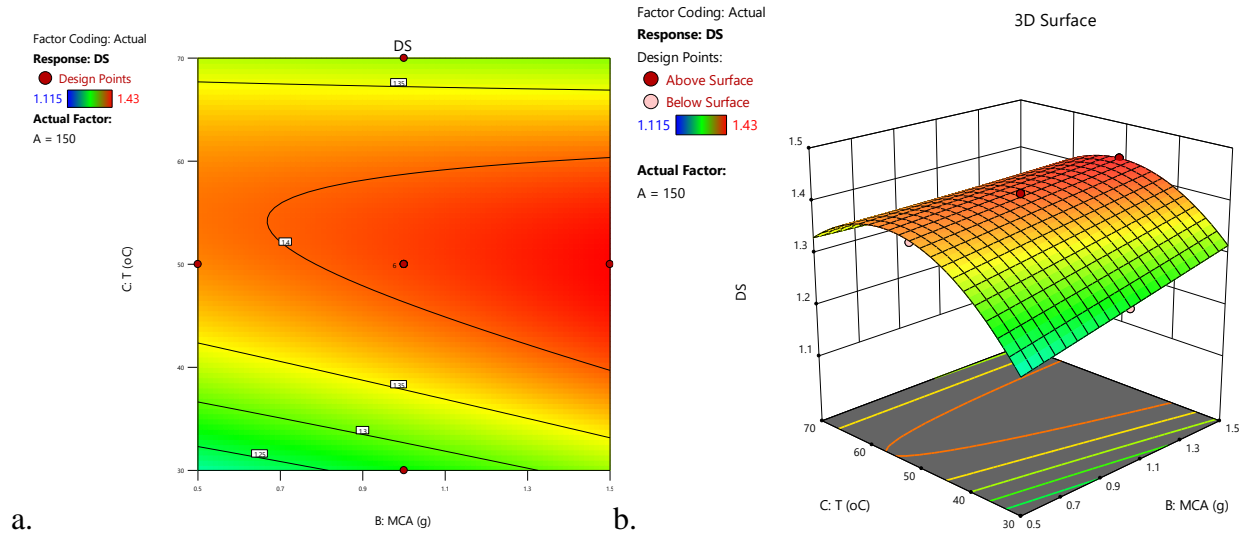 Factor Coding: Actual
Response: DS
Design Points
1.115 1.43
Actual Factor:
A = 150
DS
70
60
50
40
30
0.5 0.7 0.9 1.1 1.3 1.5
C: T (oC)
B: MCA (g)
1.35
1.4
6
1.35
1.3
1.25
a.
Factor Coding: Actual
Response: DS
Design Points:
Above Surface
Below Surface
1.115 1.43
Actual Factor:
A = 150
3D Surface
1.5
1.4
1.3
1.2
1.1
DS
70
60
50
40
30
0.5
0.7
0.9
1.1
1.3
1.5
C: T (oC)
B: MCA (g)
b.